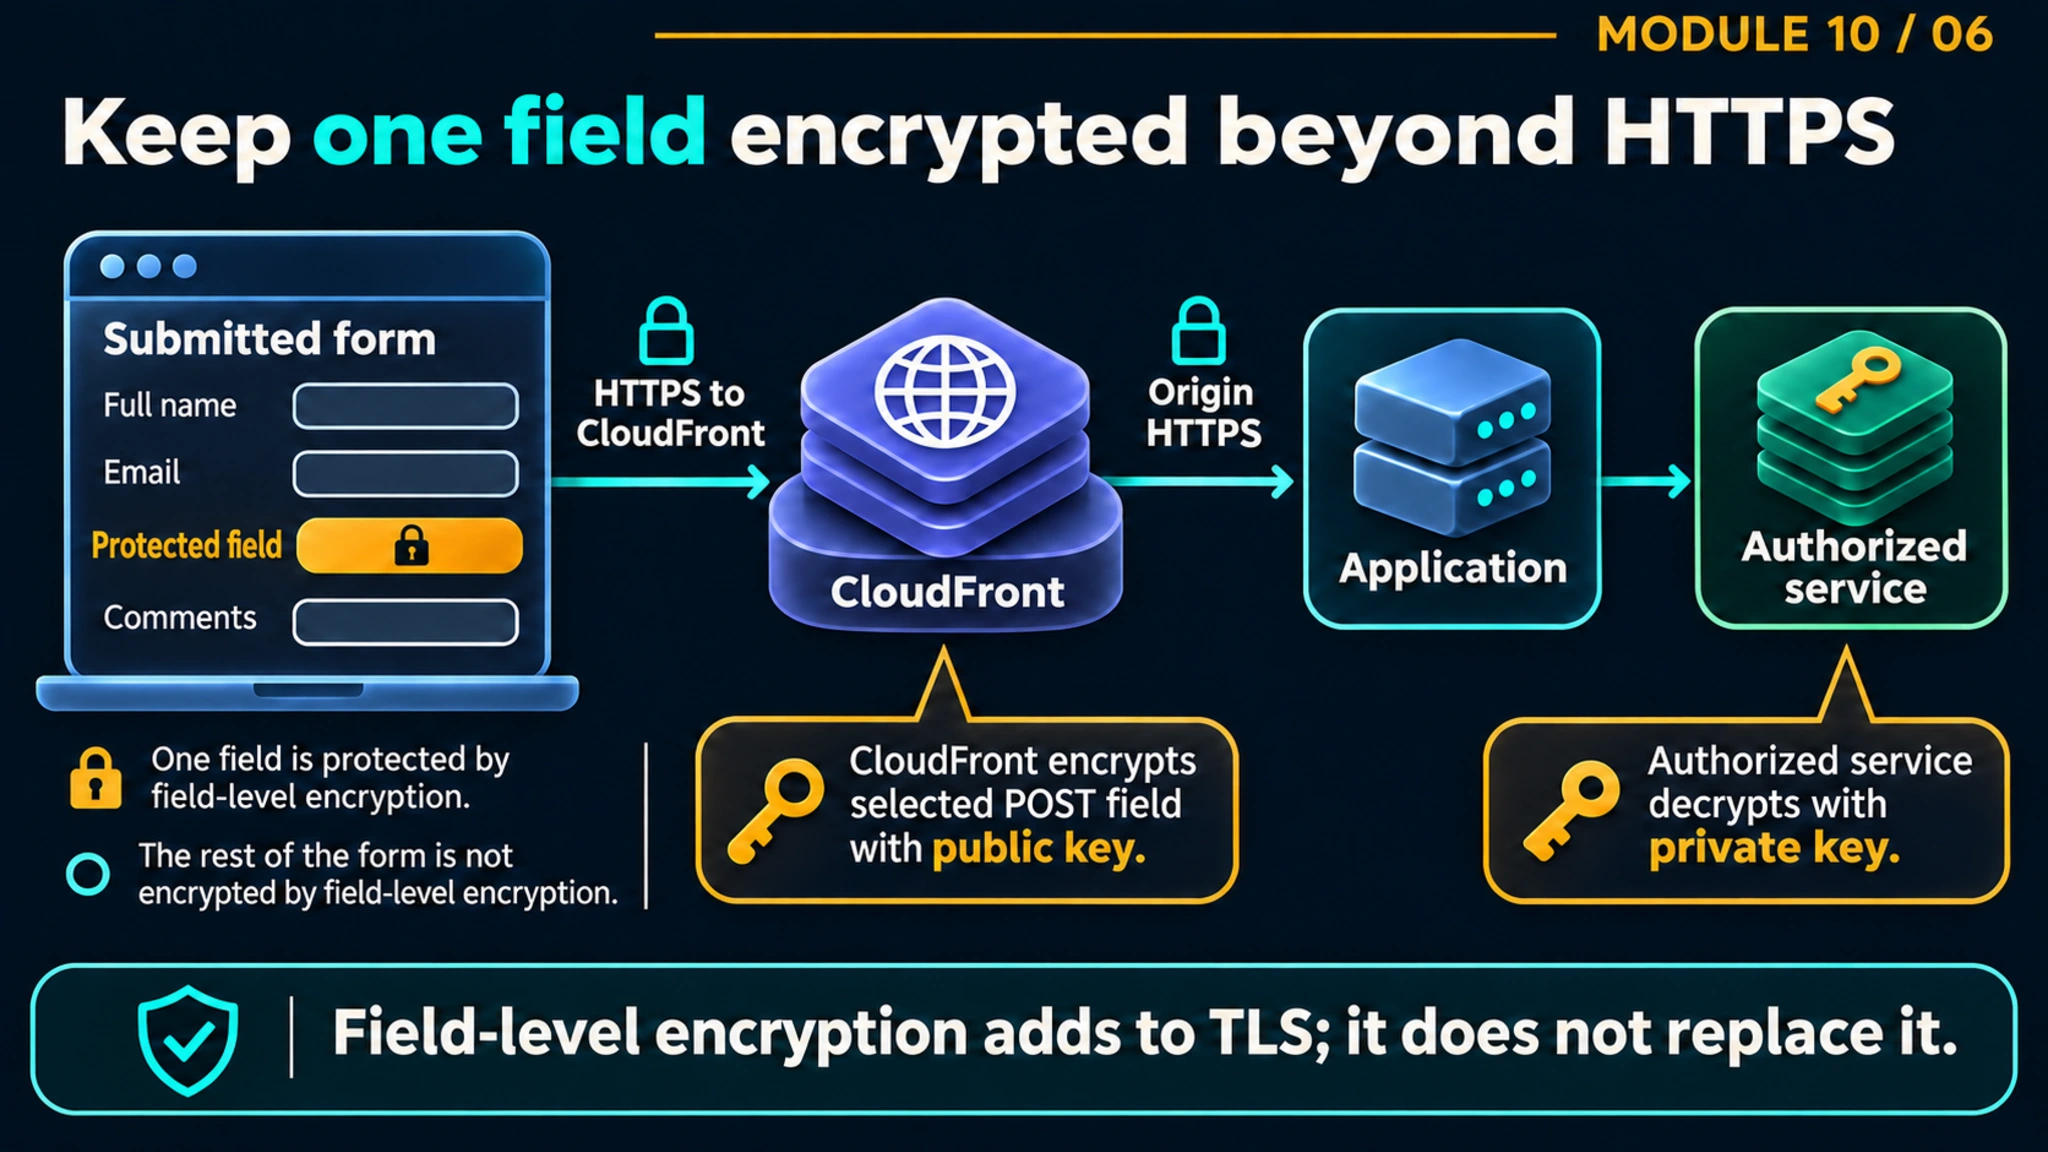 MODULE 10 / 06
Keep one field encrypted beyond HTTPS
Submitted form
Full name
Email
Protected field
Comments
HTTPS to
CloudFront
CloudFront
Origin
HTTPS
Application
Authorized
service
One field is protected by
field-level encryption.
The rest of the form is not
encrypted by field-level encryption.
CloudFront encrypts
selected POST field
with public key.
Authorized service
decrypts with
private key.
Field-level encryption adds to TLS; it does not replace it.